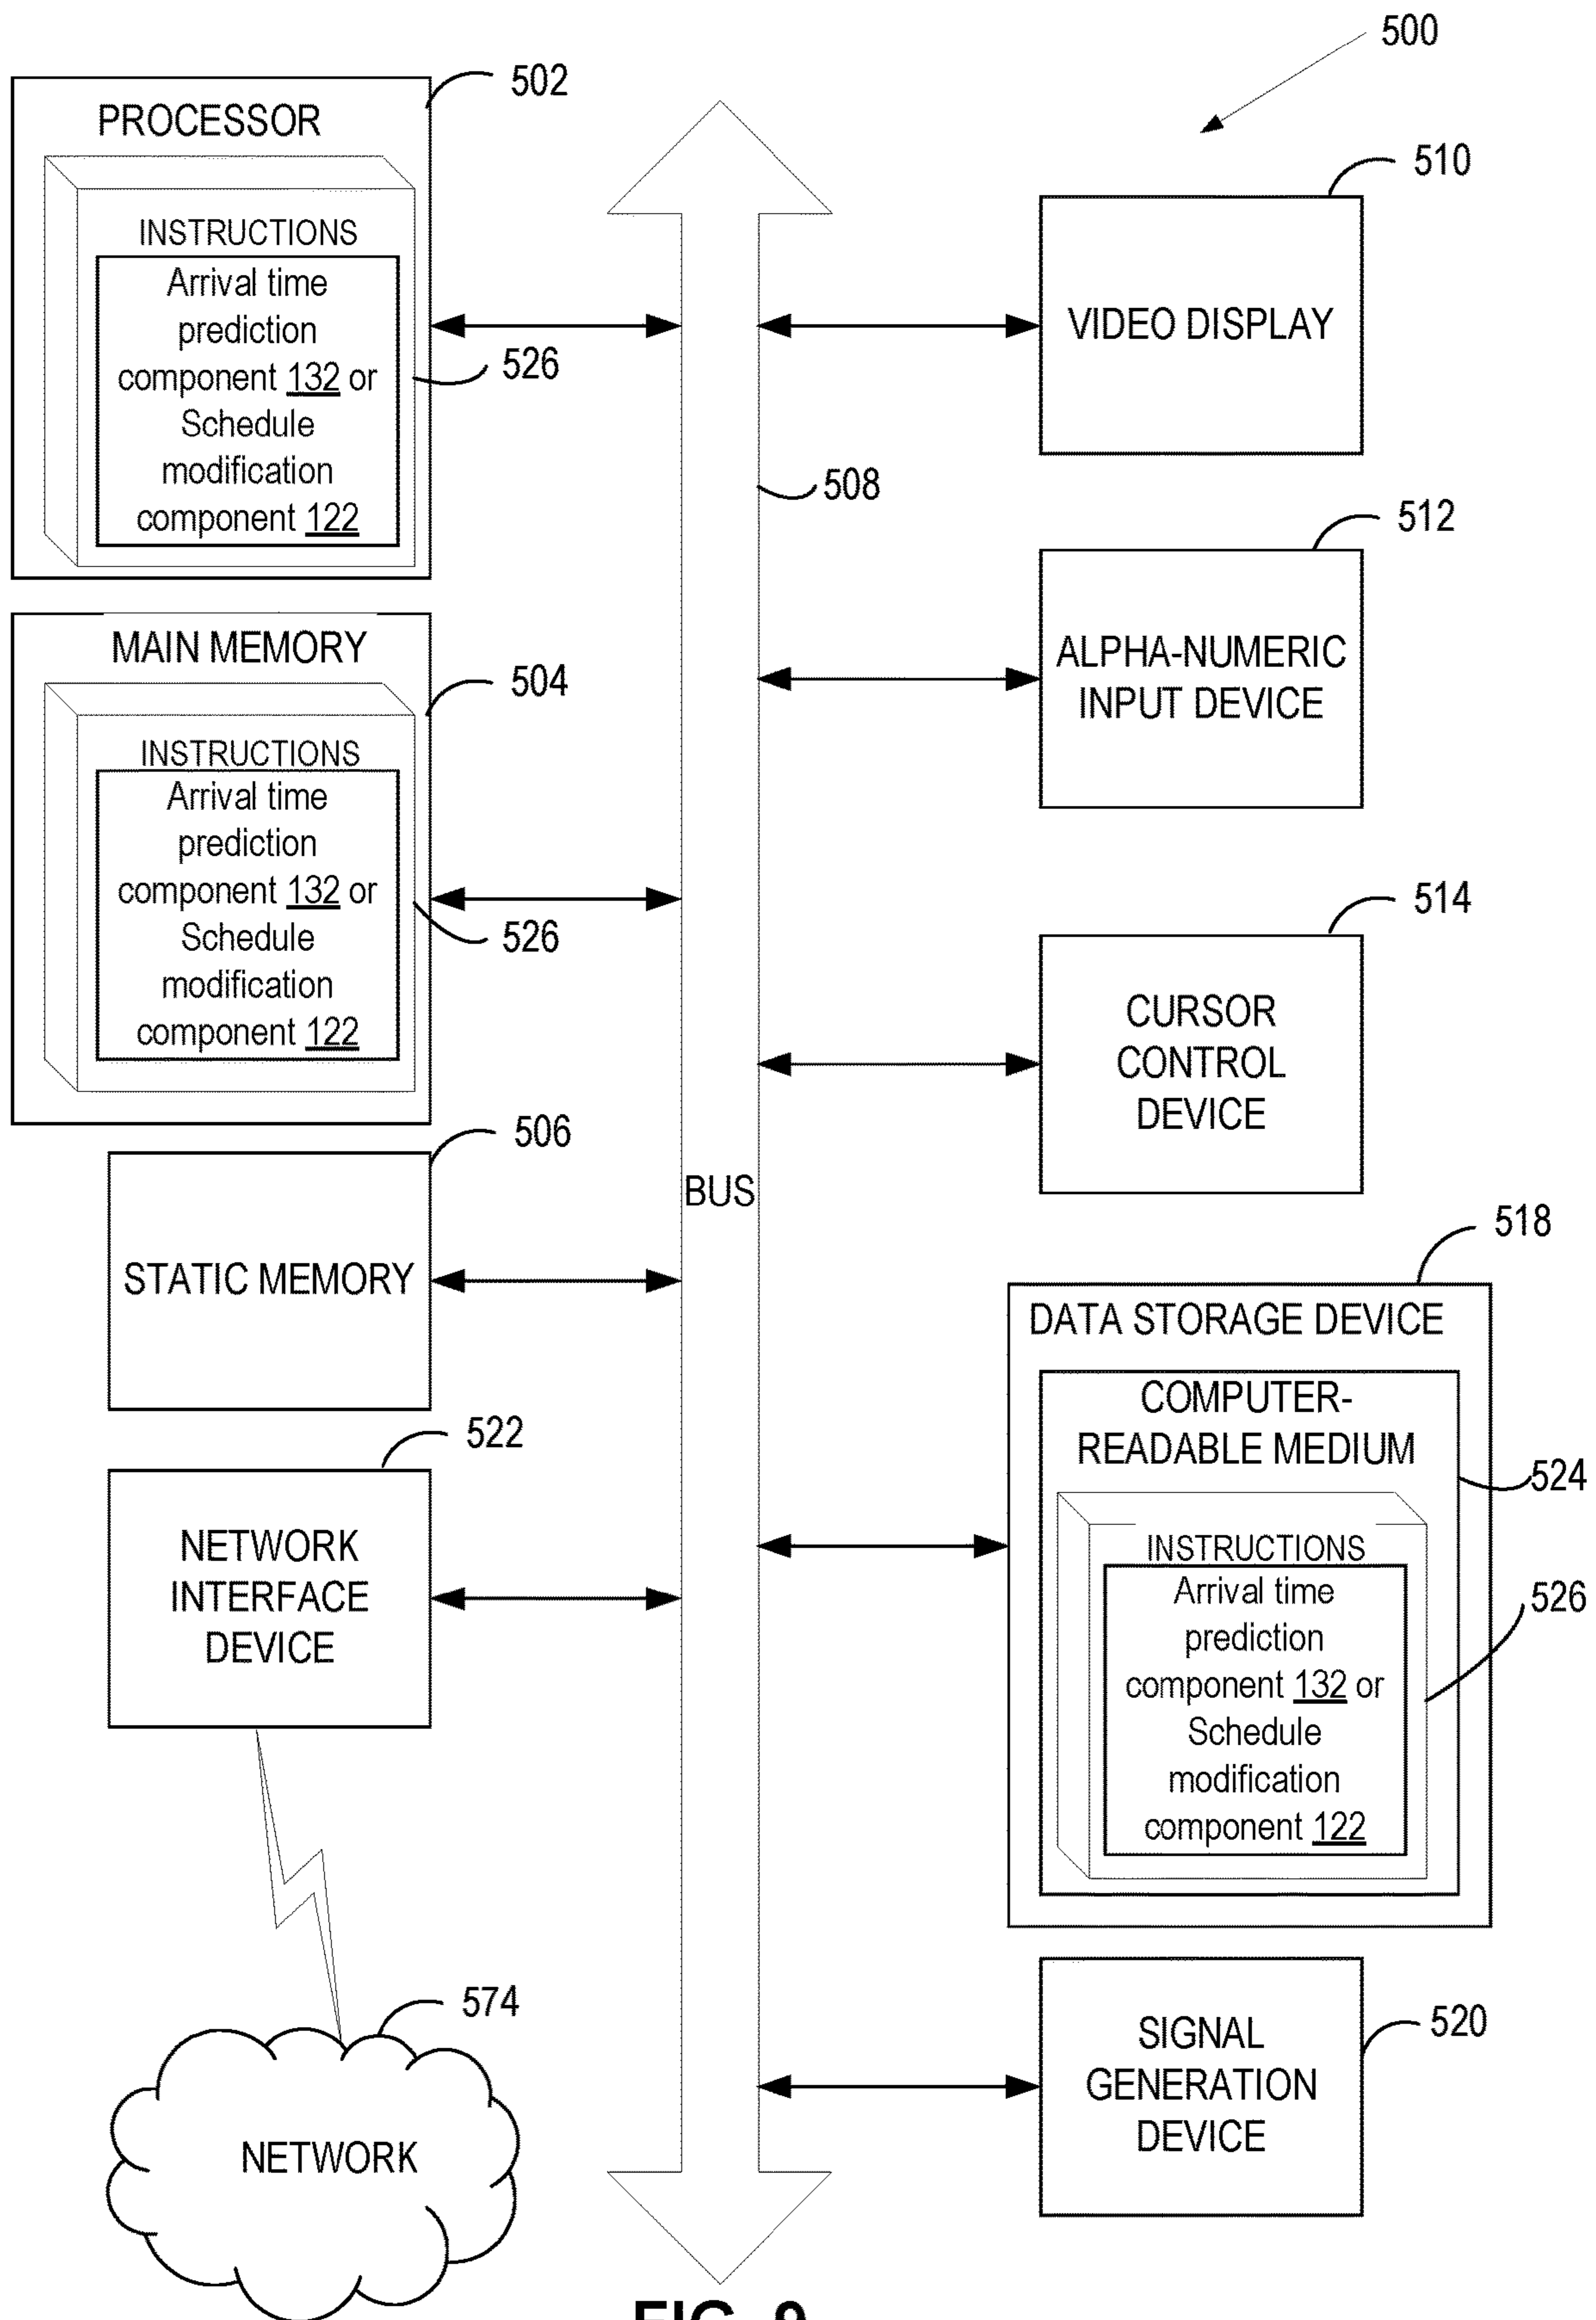 500
502
PROCESSOR
INSTRUCTIONS
Arrival time
prediction
component 132 or
Schedule
modification
component 122
526
MAIN MEMORY
504
INSTRUCTIONS
Arrival time
prediction
component 132 or
Schedule
modification
component 122
526
506
STATIC MEMORY
522
NETWORK
INTERFACE
DEVICE
574
NETWORK
508
BUS
510
VIDEO DISPLAY
512
ALPHA-NUMERIC
INPUT DEVICE
514
CURSOR
CONTROL
DEVICE
518
DATA STORAGE DEVICE
COMPUTER-
READABLE MEDIUM
524
INSTRUCTIONS
Arrival time
prediction
component 132 or
Schedule
modification
component 122
526
SIGNAL
GENERATION
DEVICE
520